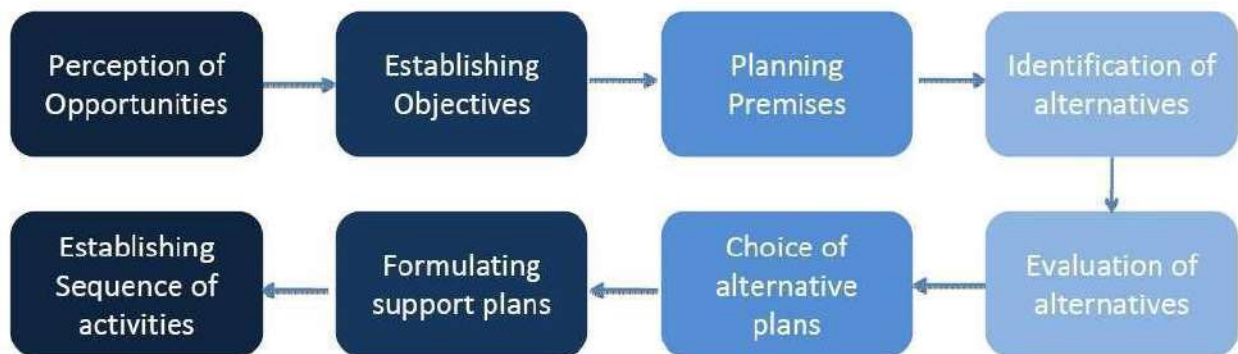 Perception of
Opportunities
Establishing
Objectives
Planning
Premises
Identification of
alternatives
Evaluation of
alternatives
Choice of
alternative
plans
Formulating
support plans
Establishing
Sequence of
activities